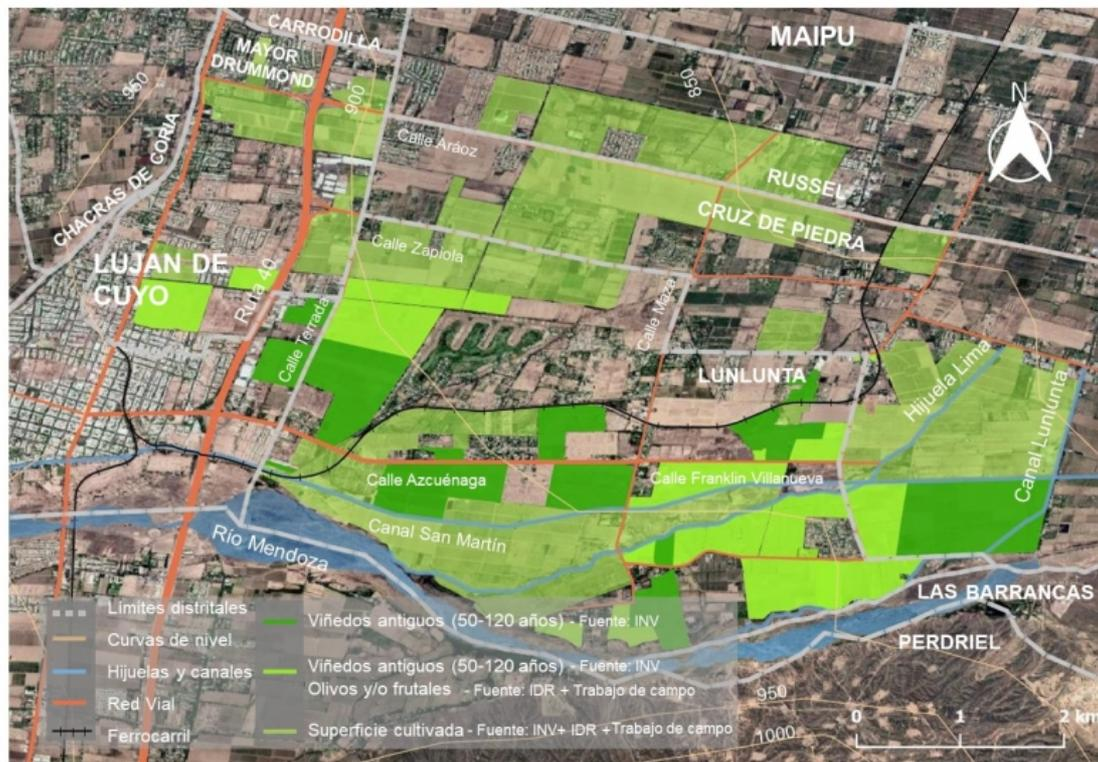 CARRODILLA
MAYOR
DRUMMOND
MAIPU
950
900
850
N
CHACRAS DE CORIA
Calle Aráoz
RUSSEL
CRUZ DE PIEDRA
Calle Zapiola
LUJAN DE
CUYO
Ruta 40
Calle Terrada
Calle Maza
LUNLUNTA
Hijuela Lima
Canal Lunlunta
Calle Azcuénaga
Calle Franklin Villanueva
Canal San Martín
Río Mendoza
LAS BARRANCAS
PERDRIEL
Límites distritales
Curvas de nivel
Hijuelas y canales
Red Vial
Ferrocarril
Viñedos antiguos (50-120 años) - Fuente: INV
Viñedos antiguos (50-120 años) - Fuente: INV
Olivos y/o frutales - Fuente: IDR + Trabajo de campo
Superficie cultivada - Fuente: INV+ IDR +Trabajo de campo
950
1000
0 1 2 km